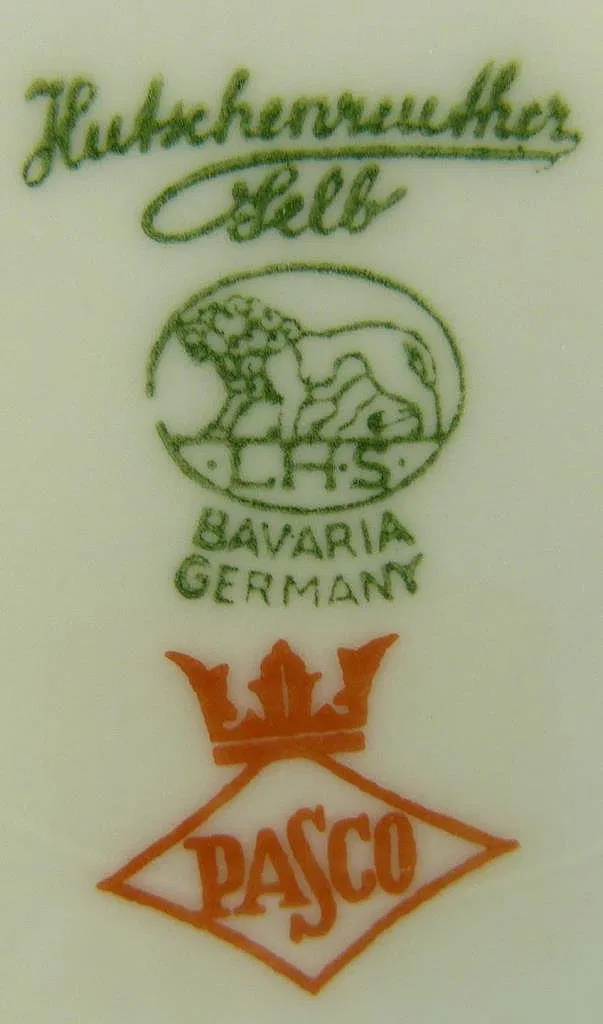 Hutschenreuther
Selb
·L·H·S·
BAVARIA
GERMANY
PASCO